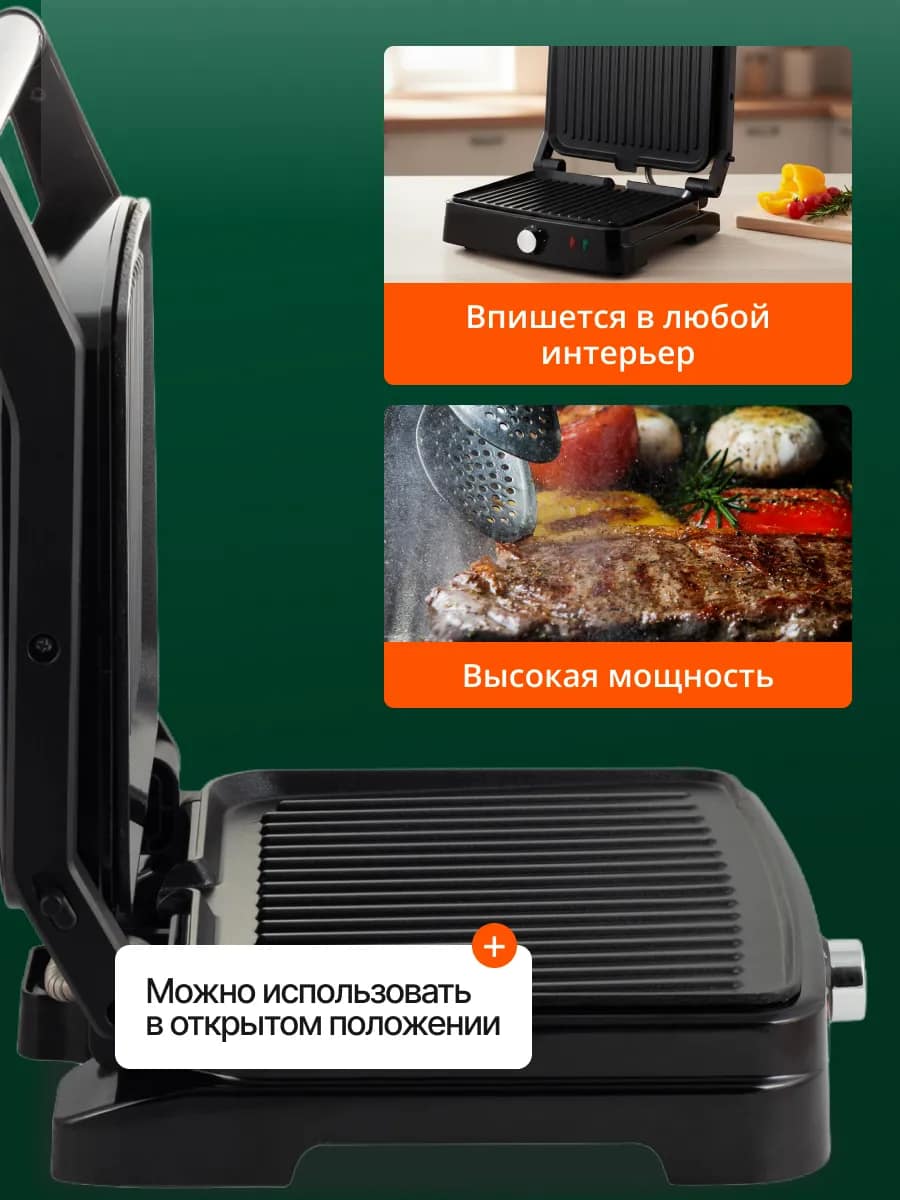 Впишется в любой
интерьер
Высокая мощность
+
Можно использовать
в открытом положении